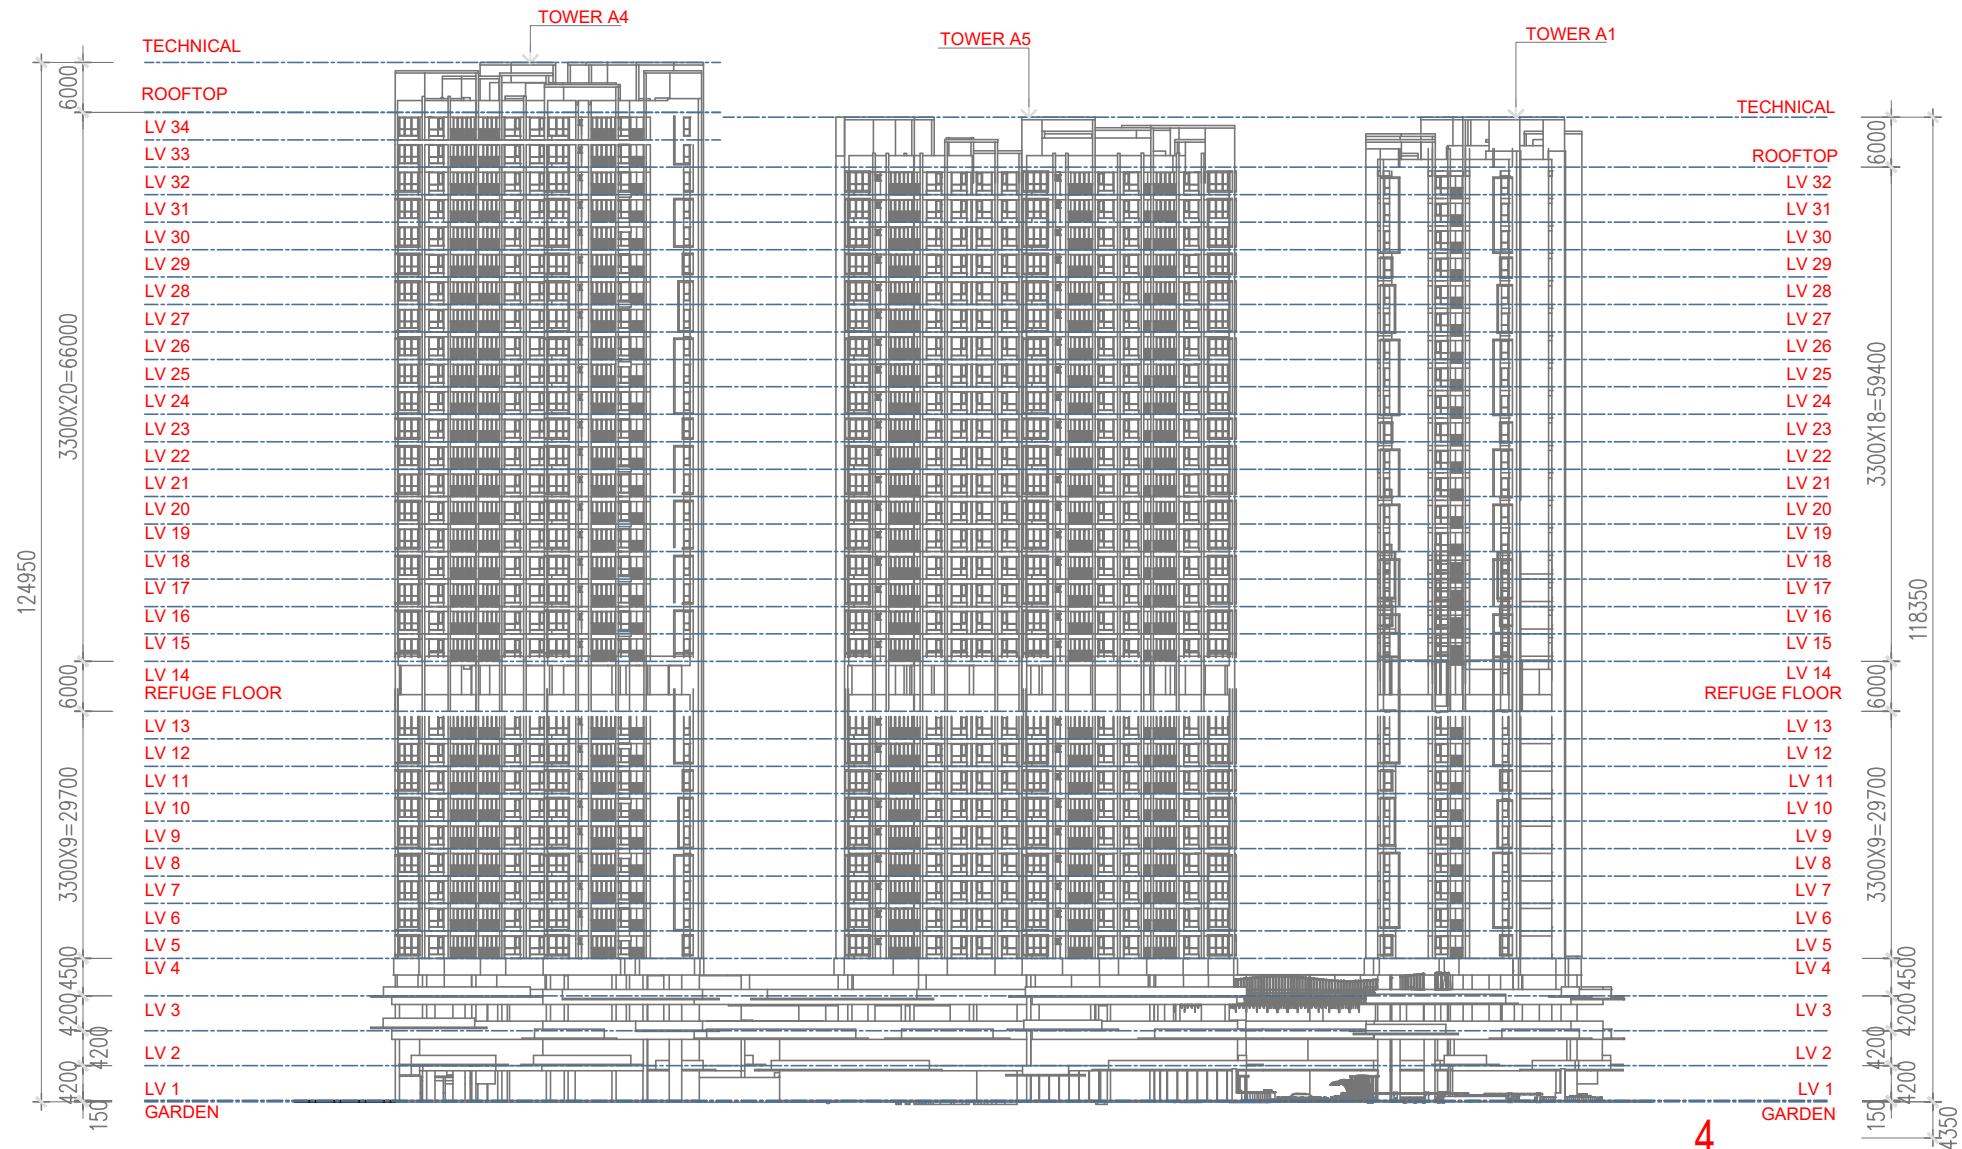 TOWER A4
TOWER A5
TOWER A1
TECHNICAL
ROOFTOP
LV 34
LV 33
LV 32
LV 31
LV 30
LV 29
LV 28
LV 27
LV 26
LV 25
LV 24
LV 23
LV 22
LV 21
LV 20
LV 19
LV 18
LV 17
LV 16
LV 15
LV 14
REFUGE FLOOR
LV 13
LV 12
LV 11
LV 10
LV 9
LV 8
LV 7
LV 6
LV 5
LV 4
LV 3
LV 2
LV 1
GARDEN
124950
6000
3300X20=66000
6000
3300X9=29700
4500
4200
4200
4200
150
TECHNICAL
ROOFTOP
LV 32
LV 31
LV 30
LV 29
LV 28
LV 27
LV 26
LV 25
LV 24
LV 23
LV 22
LV 21
LV 20
LV 19
LV 18
LV 17
LV 16
LV 15
LV 14
REFUGE FLOOR
LV 13
LV 12
LV 11
LV 10
LV 9
LV 8
LV 7
LV 6
LV 5
LV 4
LV 3
LV 2
LV 1
GARDEN
6000
3300X18=59400
6000
3300X9=29700
4500
4200
4200
4200
150
118350
4350
4